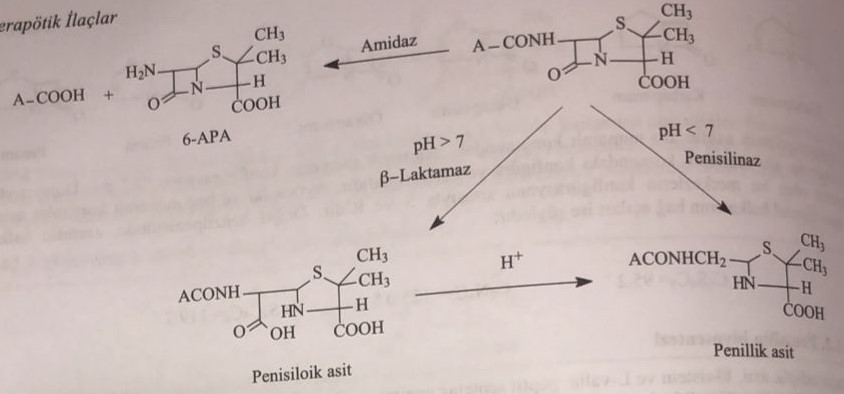 erapötik İlaçlar
CH₃
CH₃
S
H₂N
N
H
O
COOH
A-COOH +
6-APA
Amidaz
CH₃
CH₃
S
A-CONH
N
H
O
COOH
pH > 7
β-Laktamaz
pH < 7
Penisilinaz
CH₃
CH₃
S
ACONH
HN
H
O
OH
COOH
Penisiloik asit
H⁺
CH₃
CH₃
S
ACONHCH₂
HN
H
COOH
Penillik asit